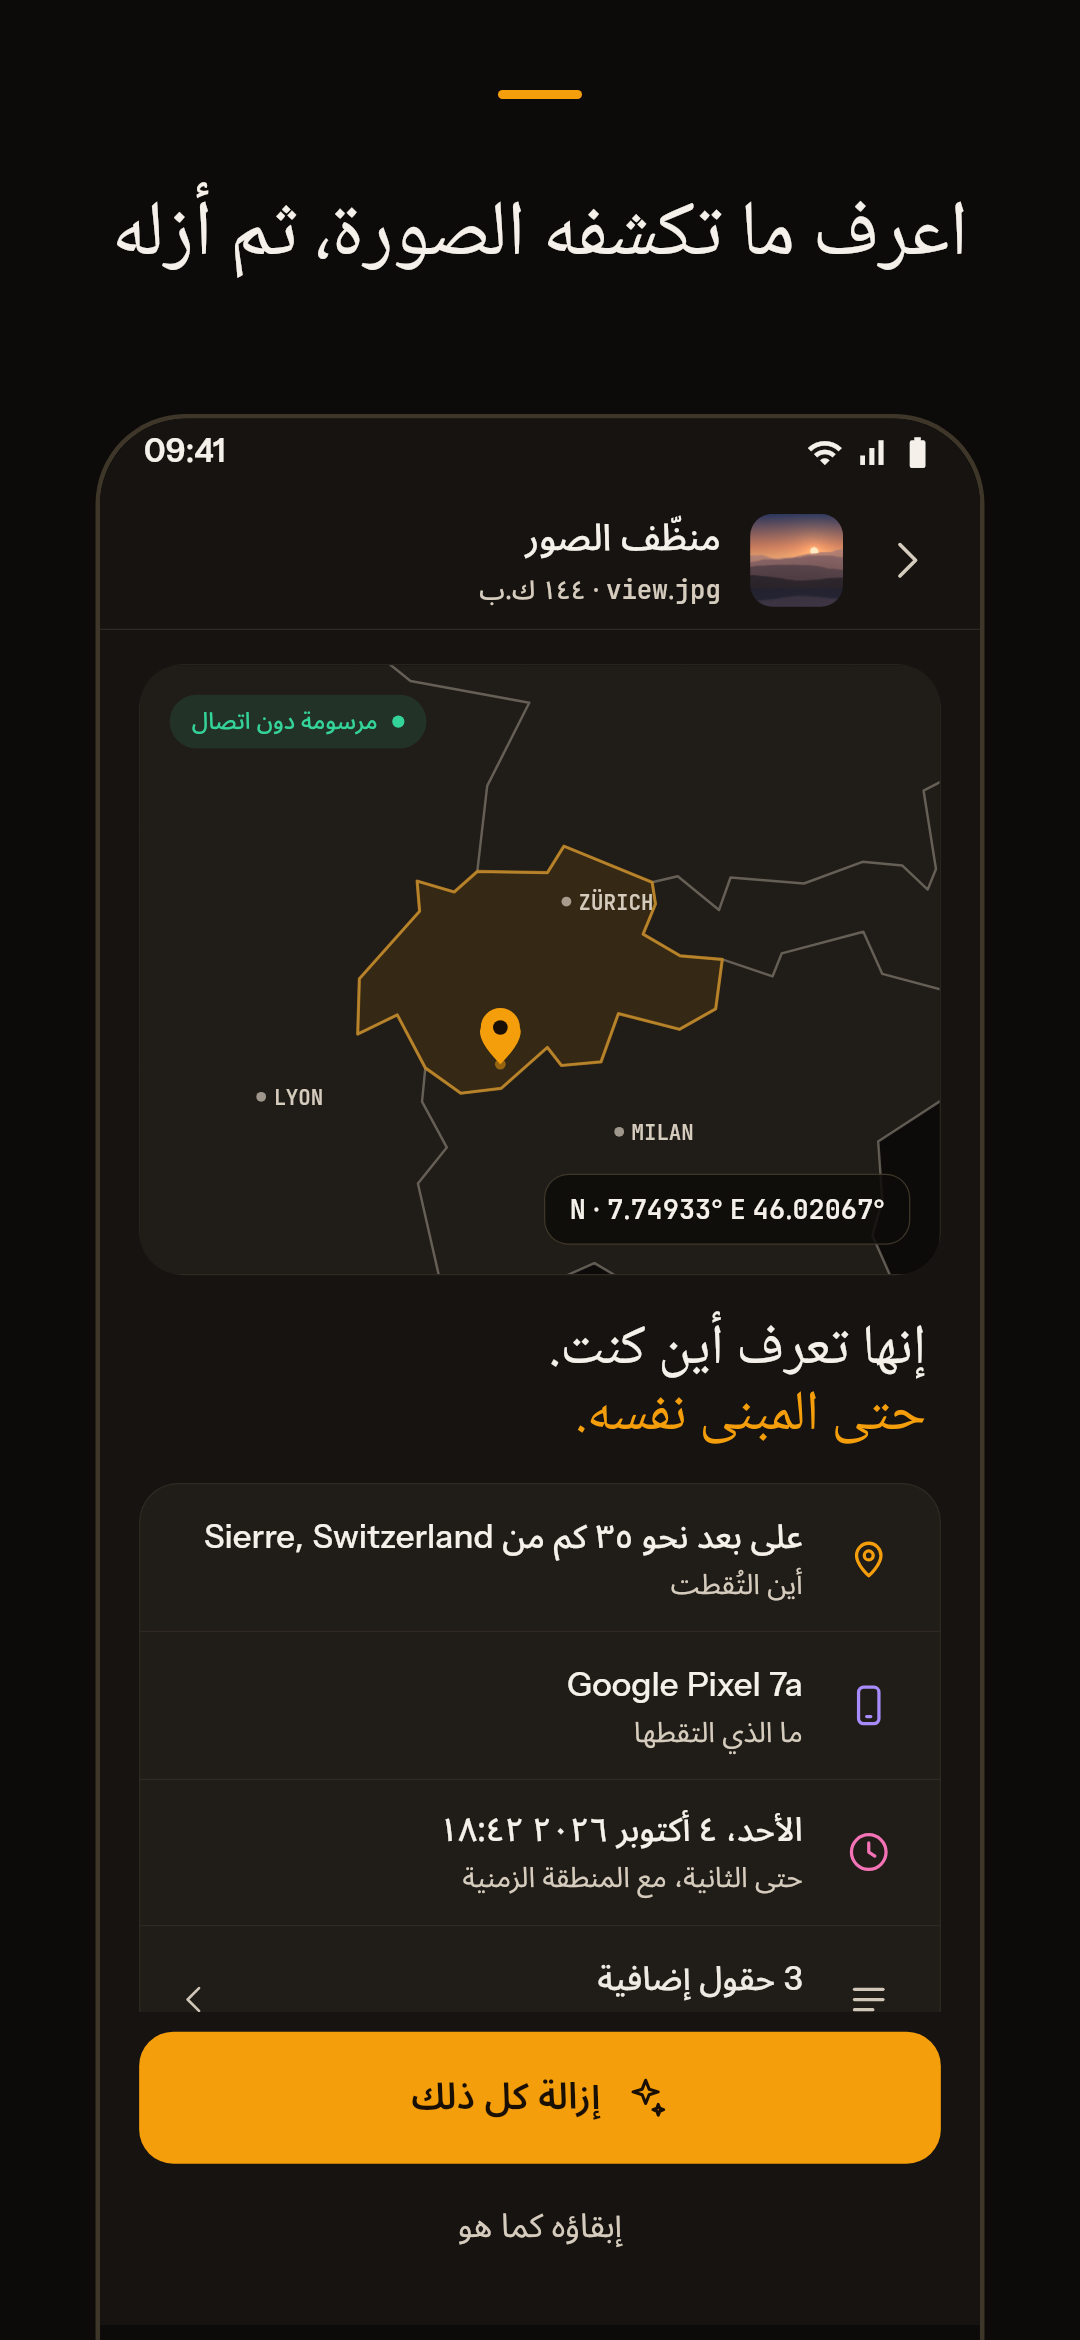 اعرف ما تكشفه الصورة، ثم أزله
09:41
منظّف الصور
view.jpg · ١٤٤ ك.ب
مرسومة دون اتصال
ZÜRICH
LYON
MILAN
N · 7.74933° E 46.02067°
إنها تعرف أين كنت.
حتى المبنى نفسه.
على بعد نحو ٣٥ كم من Sierre, Switzerland
أين التُقطت
Google Pixel 7a
ما الذي التقطها
الأحد، ٤ أكتوبر ٢٠٢٦ ١٨:٤٢
حتى الثانية، مع المنطقة الزمنية
3 حقول إضافية
إزالة كل ذلك
إبقاؤه كما هو